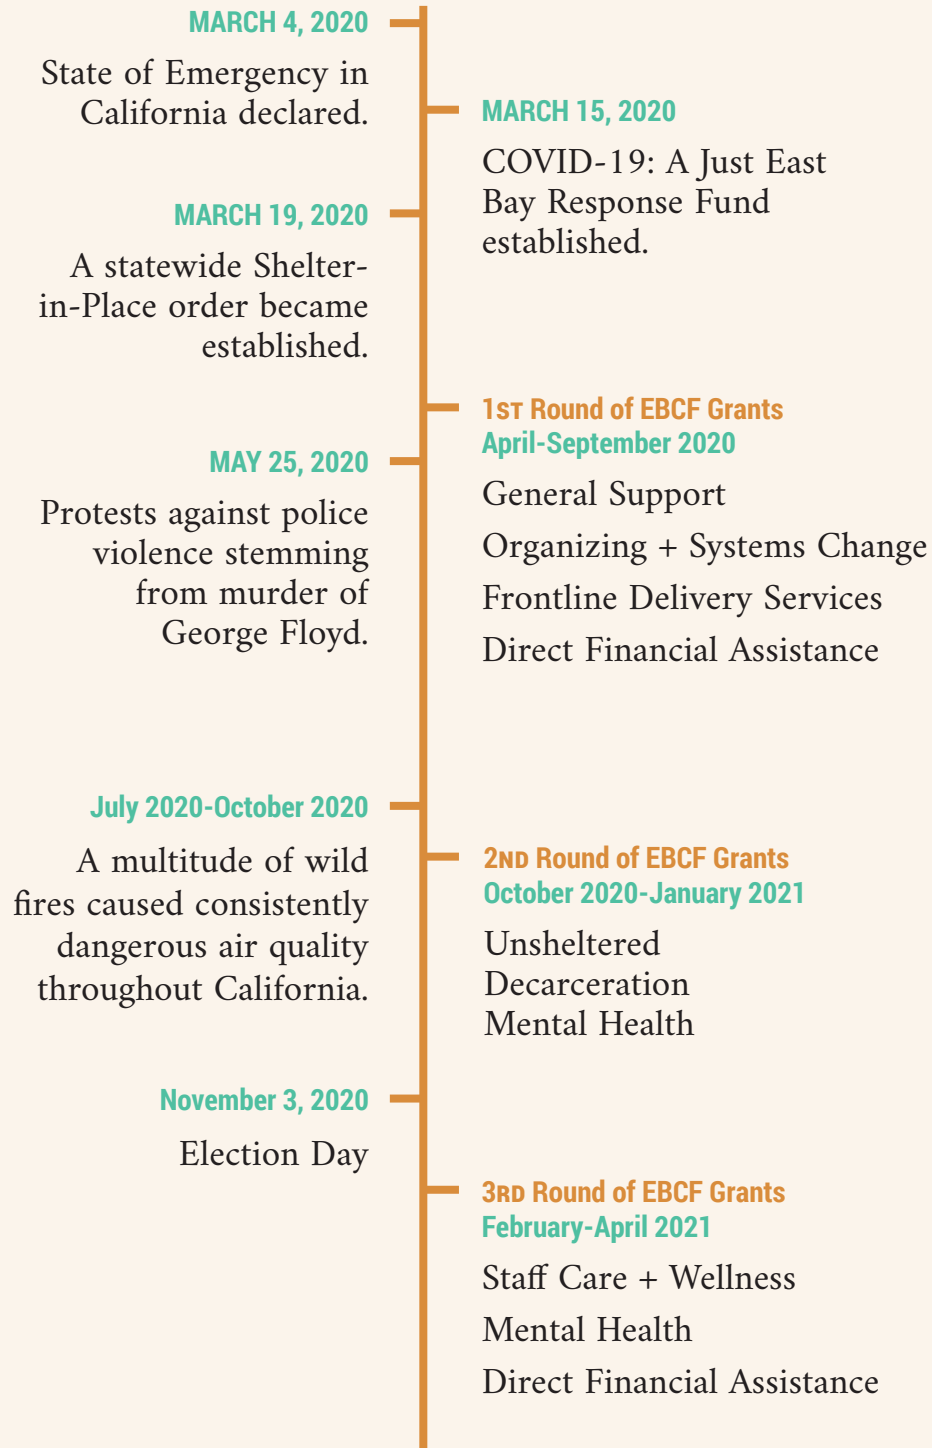 MARCH 4, 2020
State of Emergency in
California declared.
MARCH 15, 2020
COVID-19: A Just East
Bay Response Fund
established.
MARCH 19, 2020
A statewide Shelter-
in-Place order became
established.
1ST Round of EBCF Grants
April-September 2020
General Support
Organizing + Systems Change
Frontline Delivery Services
Direct Financial Assistance
MAY 25, 2020
Protests against police
violence stemming
from murder of
George Floyd.
July 2020-October 2020
A multitude of wild
fires caused consistently
dangerous air quality
throughout California.
2ND Round of EBCF Grants
October 2020-January 2021
Unsheltered
Decarceration
Mental Health
November 3, 2020
Election Day
3RD Round of EBCF Grants
February-April 2021
Staff Care + Wellness
Mental Health
Direct Financial Assistance